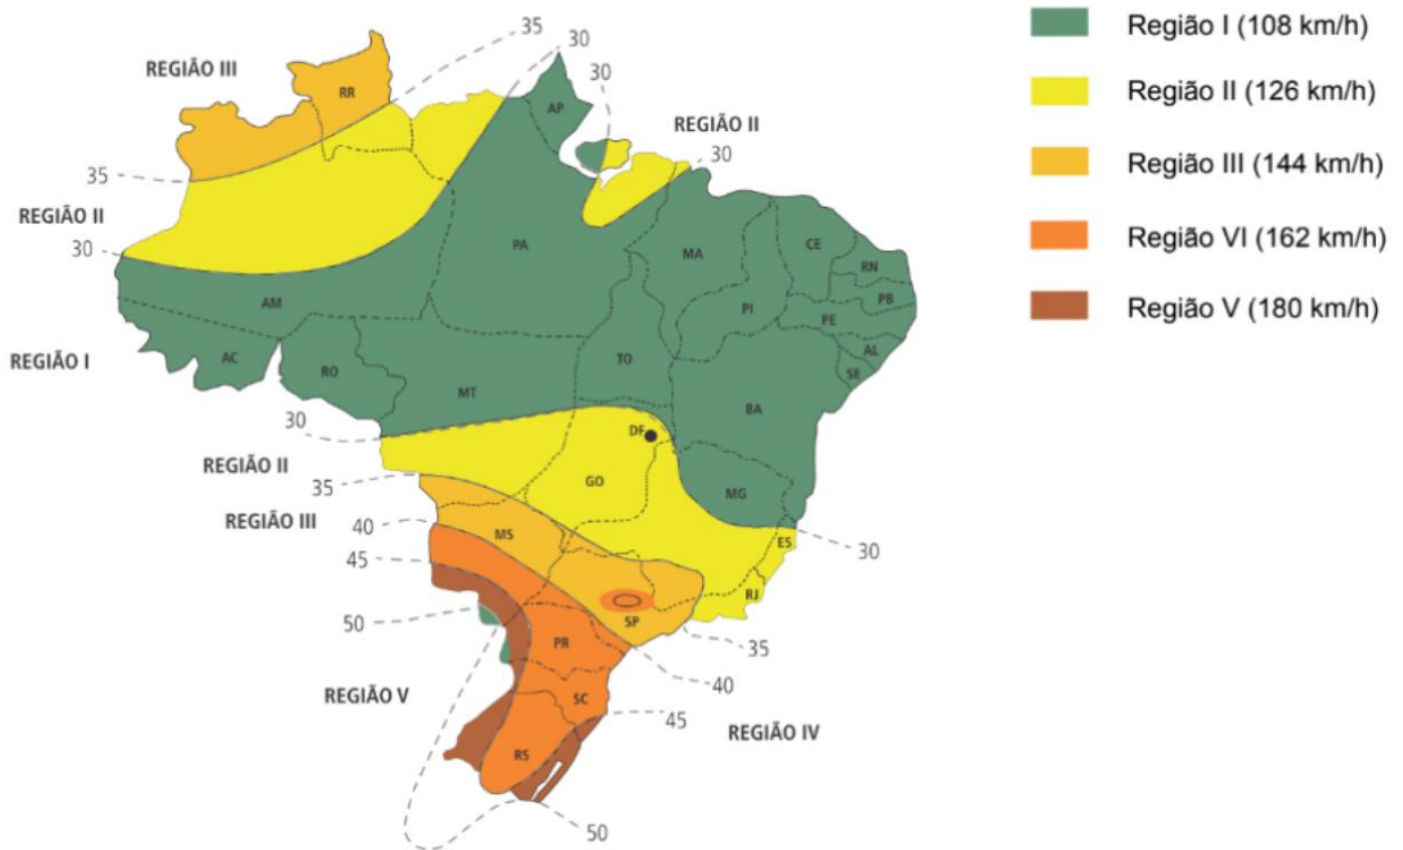 35
30
30
REGIÃO III
RR
AP
REGIÃO II
30
35
REGIÃO II
30
PA
MA
CE
RN
PB
PI
PE
AL
SE
AM
REGIÃO I
AC
RO
TO
MT
BA
30
DF
REGIÃO II
35
GO
MG
REGIÃO III
40
MS
ES
30
45
RJ
50
SP
35
PR
40
REGIÃO V
SC
45
REGIÃO IV
RS
50
Região I (108 km/h)
Região II (126 km/h)
Região III (144 km/h)
Região VI (162 km/h)
Região V (180 km/h)